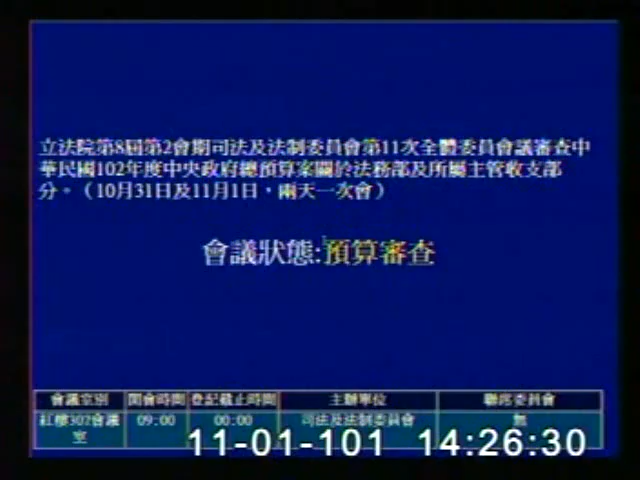 立法院第8屆第2會期司法及法制委員會第11次全體委員會議審查中
華民國102年度中央政府總預算案關於法務部及所屬主管收支部
分。（10月31日及11月1日，兩天一次會）
會議狀態:預算審查
會議室別 開會時間 登記截止時間 主辦單位 聯席委員會
紅樓302會議 09:00 00:00 司法及法制委員會 無
室
11-01-101 14:26:30